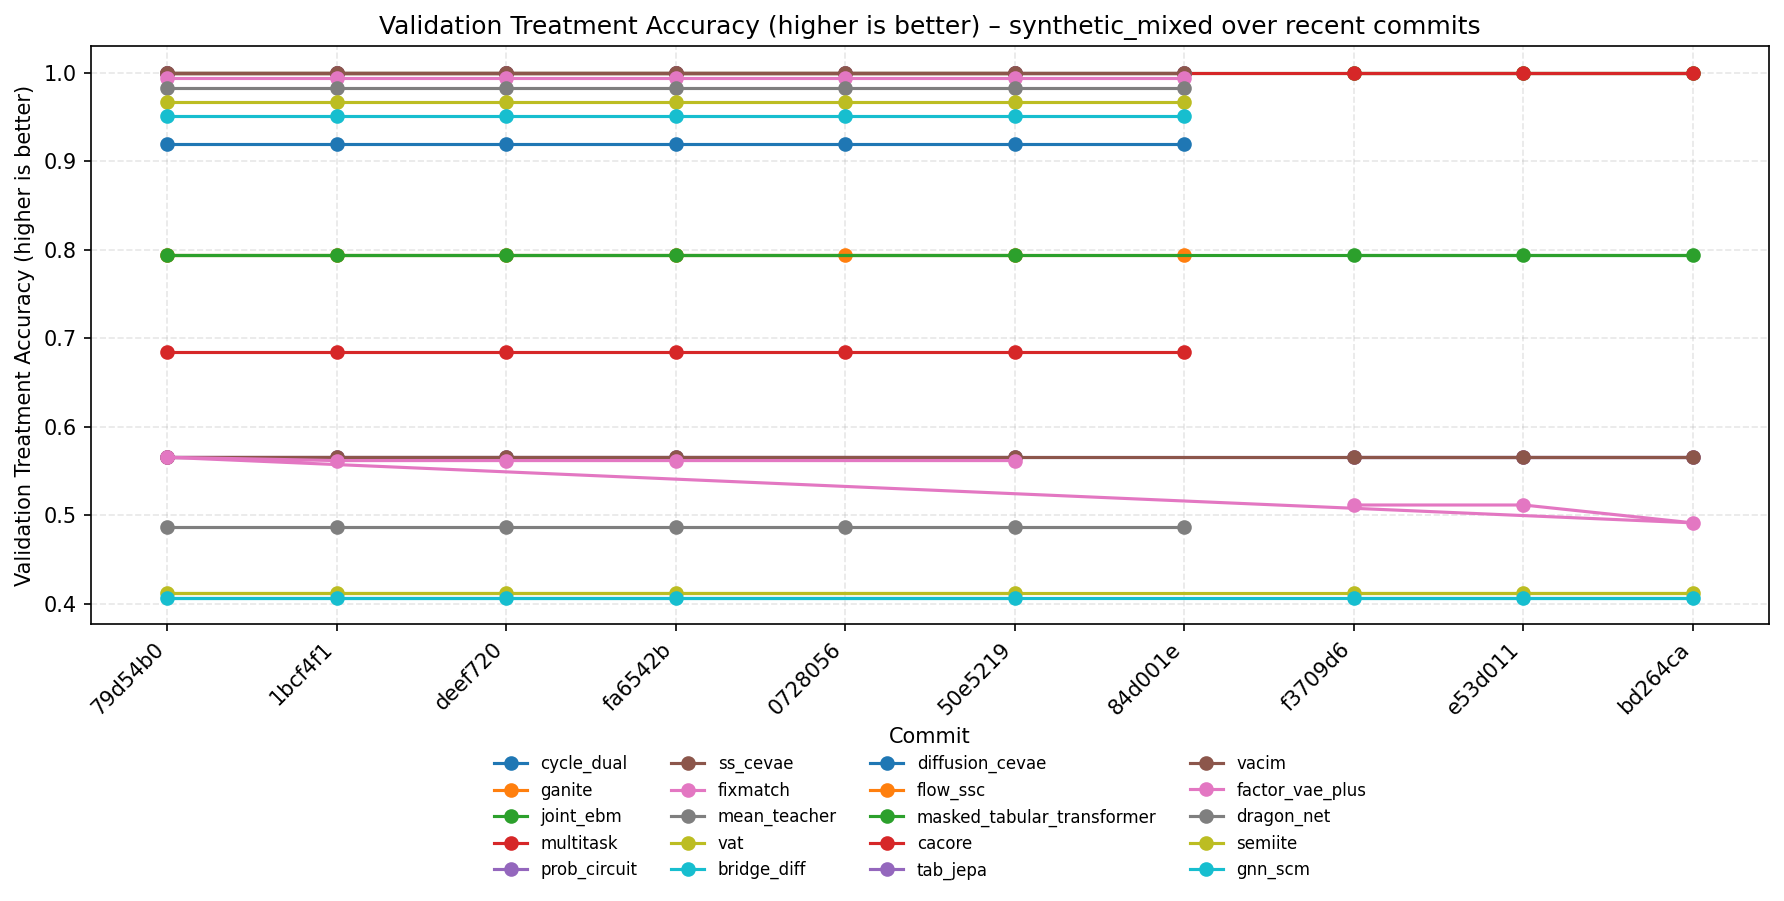 Validation Treatment Accuracy (higher is better) – synthetic_mixed over recent commits
Validation Treatment Accuracy (higher is better)
1.0
0.9
0.8
0.7
0.6
0.5
0.4
79d54b0
1bcf4f1
deef720
fa6542b
0728056
50e5219
84d001e
f3709d6
e53d011
bd264ca
Commit
cycle_dual
ganite
joint_ebm
multitask
prob_circuit
ss_cevae
fixmatch
mean_teacher
vat
bridge_diff
diffusion_cevae
flow_ssc
masked_tabular_transformer
cacore
tab_jepa
vacim
factor_vae_plus
dragon_net
semiite
gnn_scm